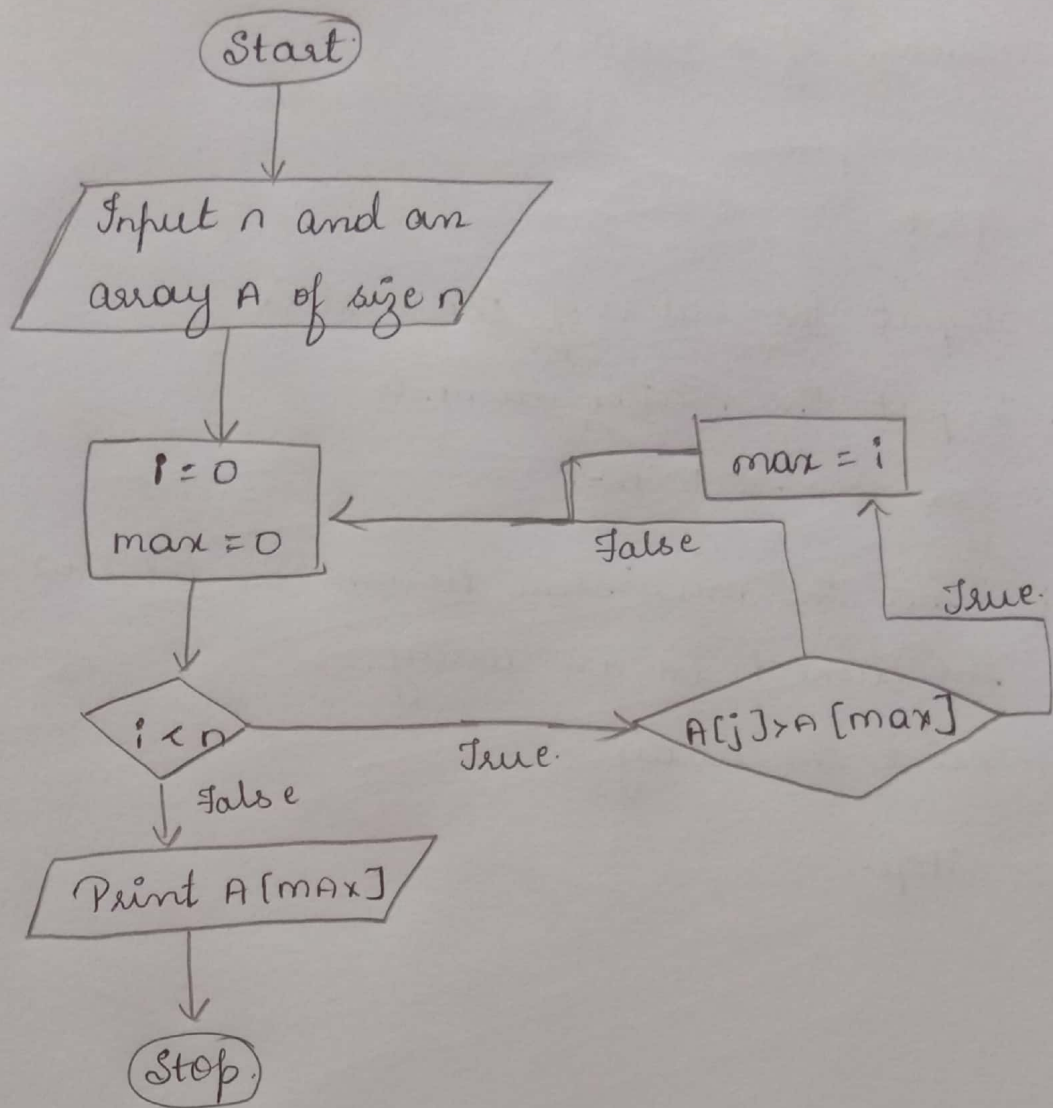 Start.
Input n and an
array A of size n
i = 0
max = 0
max = i
False
True.
i < n
True.
A[j]>A [max]
False
Print A [mAx]
Stop.